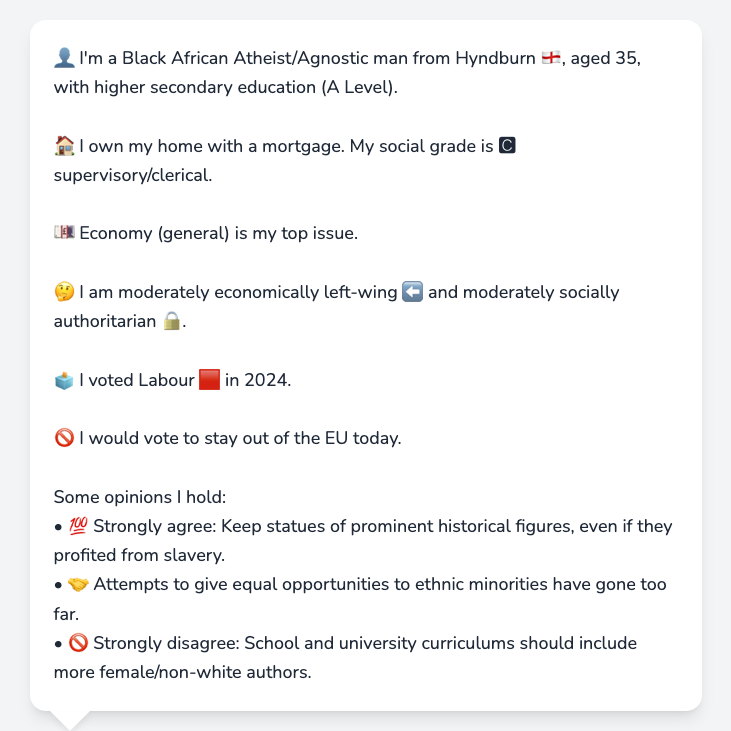 👤 I'm a Black African Atheist/Agnostic man from Hyndburn 🏴󠁧󠁢󠁥󠁮󠁧󠁿, aged 35,
with higher secondary education (A Level).
🏠 I own my home with a mortgage. My social grade is 🅲
supervisory/clerical.
💷 Economy (general) is my top issue.
🤔 I am moderately economically left-wing ⬅️ and moderately socially
authoritarian 🔒.
🗳️ I voted Labour 🟥 in 2024.
🚫 I would vote to stay out of the EU today.
Some opinions I hold:
• 💯 Strongly agree: Keep statues of prominent historical figures, even if they
profited from slavery.
• 🤝 Attempts to give equal opportunities to ethnic minorities have gone too
far.
• 🚫 Strongly disagree: School and university curriculums should include
more female/non-white authors.